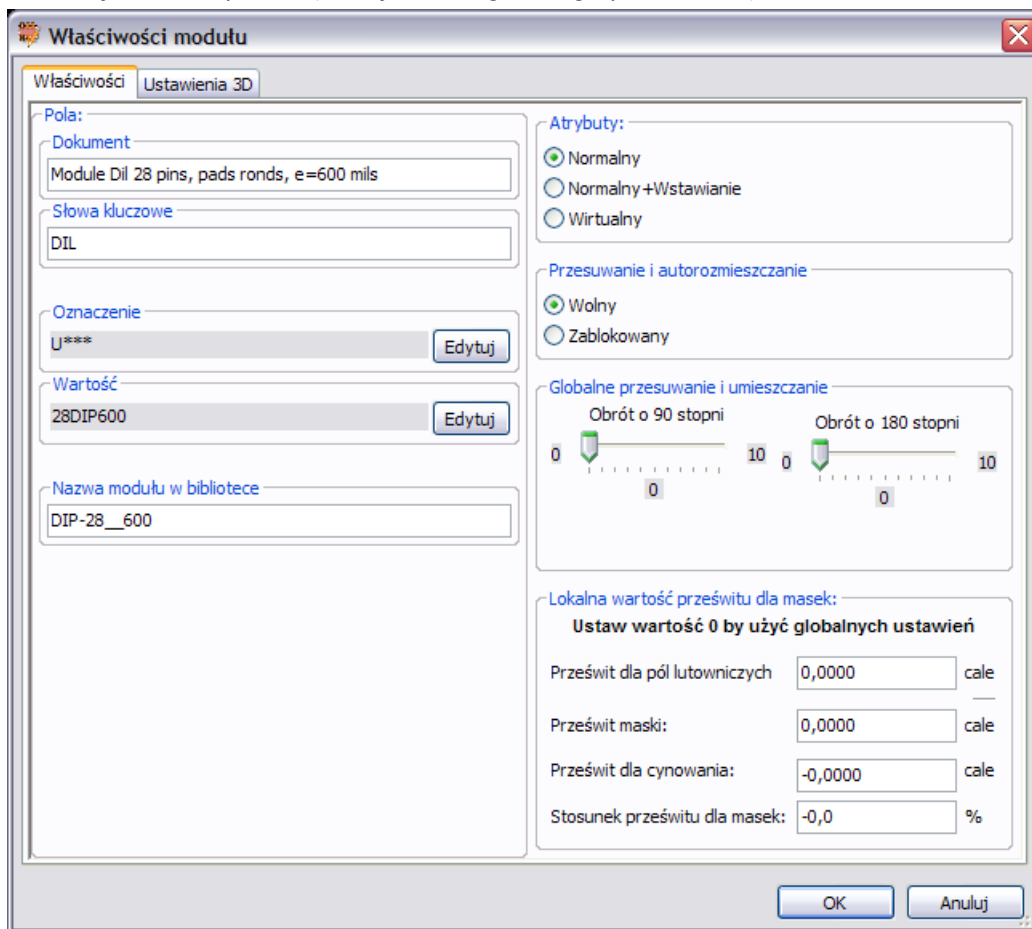 Właściwości modułu
Właściwości
Ustawienia 3D
Pola:
Dokument
Module Dil 28 pins, pads ronds, e=600 mils
Słowa kluczowe
DIL
Oznaczenie
U***
Edytuj
Wartość
28DIP600
Edytuj
Nazwa modułu w bibliotece
DIP-28__600
Atrybuty:
Normalny
Normalny+Wstawianie
Wirtualny
Przesuwanie i autorozmieszczanie
Wolny
Zablokowany
Globalne przesuwanie i umieszczanie
Obrót o 90 stopni
0
10
0
Obrót o 180 stopni
0
10
0
Lokalna wartość prześwitu dla masek:
Ustaw wartość 0 by użyć globalnych ustawień
Prześwit dla pól lutowniczych 0,0000 cale
Prześwit maski: 0,0000 cale
Prześwit dla cynowania: -0,0000 cale
Stosunek prześwitu dla masek: -0,0 %
OK
Anuluj